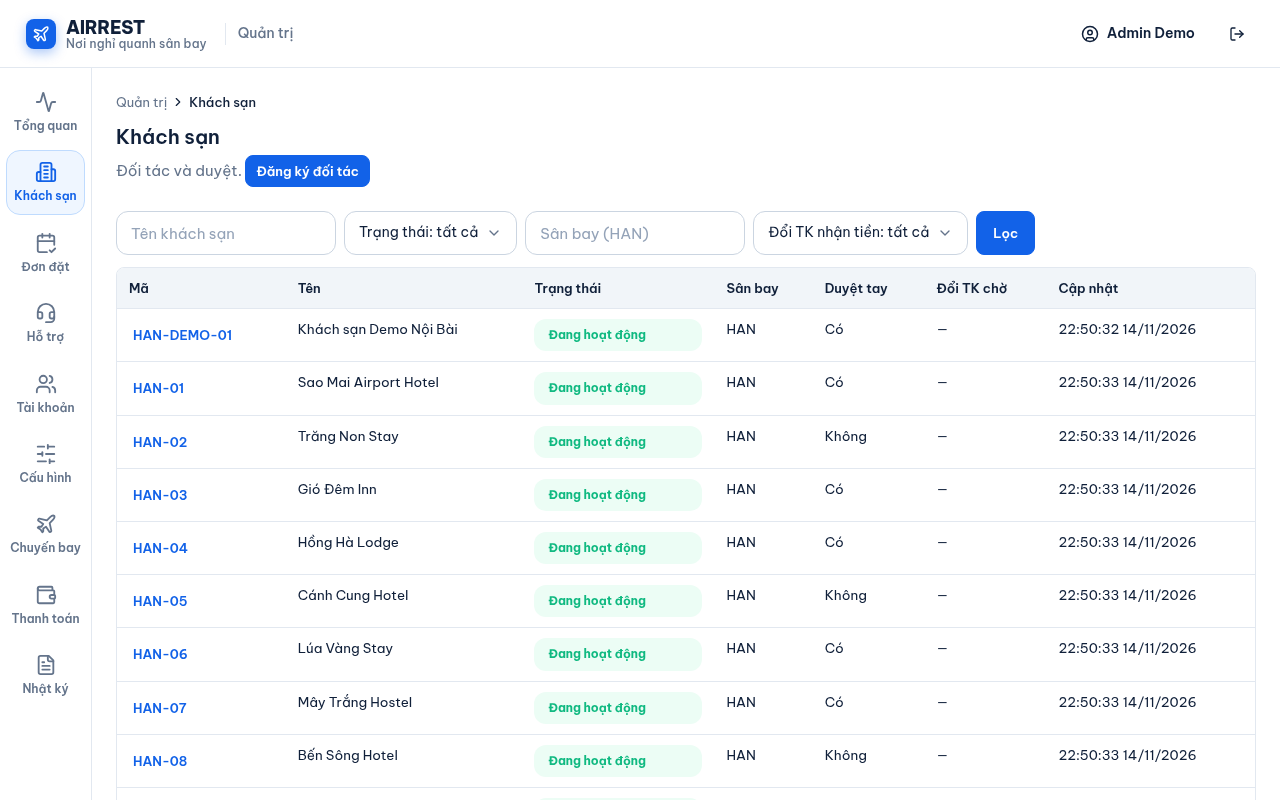 AIRREST
Nơi nghỉ quanh sân bay
Quản trị
Admin Demo
Tổng quan
Khách sạn
Đơn đặt
Hỗ trợ
Tài khoản
Cấu hình
Chuyến bay
Thanh toán
Nhật ký
Quản trị > Khách sạn
Khách sạn
Đối tác và duyệt. Đăng ký đối tác
Tên khách sạn Trạng thái: tất cả Sân bay (HAN) Đổi TK nhận tiền: tất cả Lọc
Mã Tên Trạng thái Sân bay Duyệt tay Đổi TK chờ Cập nhật
HAN-DEMO-01 Khách sạn Demo Nội Bài Đang hoạt động HAN Có — 22:50:32 14/11/2026
HAN-01 Sao Mai Airport Hotel Đang hoạt động HAN Có — 22:50:33 14/11/2026
HAN-02 Trăng Non Stay Đang hoạt động HAN Không — 22:50:33 14/11/2026
HAN-03 Gió Đêm Inn Đang hoạt động HAN Có — 22:50:33 14/11/2026
HAN-04 Hồng Hà Lodge Đang hoạt động HAN Có — 22:50:33 14/11/2026
HAN-05 Cánh Cung Hotel Đang hoạt động HAN Không — 22:50:33 14/11/2026
HAN-06 Lúa Vàng Stay Đang hoạt động HAN Có — 22:50:33 14/11/2026
HAN-07 Mây Trắng Hostel Đang hoạt động HAN Có — 22:50:33 14/11/2026
HAN-08 Bến Sông Hotel Đang hoạt động HAN Không — 22:50:33 14/11/2026